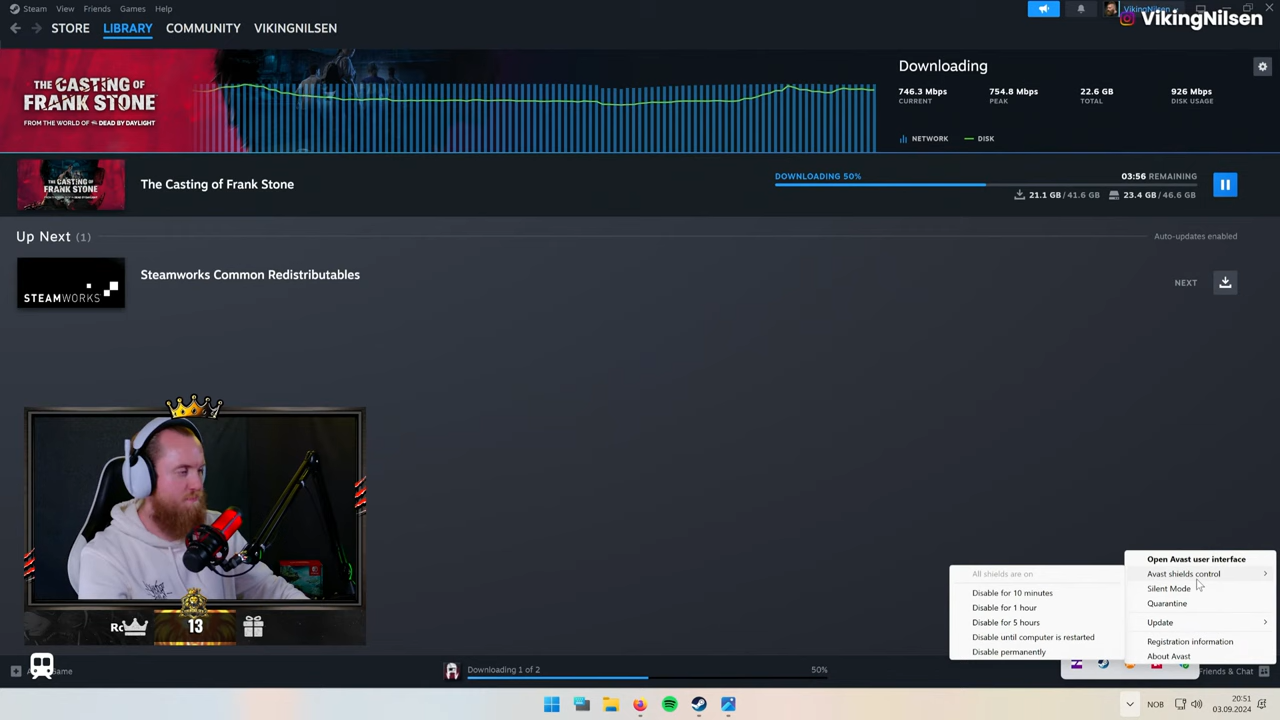 Steam View Friends Games Help
VikingNilsen
STORE LIBRARY COMMUNITY VIKINGNILSEN
THE CASTING OF
FRANK STONE
FROM THE WORLD OF DEAD BY DAYLIGHT
Downloading
746.3 Mbps 754.8 Mbps 22.6 GB 926 Mbps
CURRENT PEAK TOTAL DISK USAGE
NETWORK DISK
THE CASTING OF
FRANK STONE
The Casting of Frank Stone
DOWNLOADING 50% 03:56 REMAINING
21.1 GB / 41.6 GB 23.4 GB / 46.6 GB
Up Next (1)
Auto-updates enabled
STEAMWORKS
Steamworks Common Redistributables
NEXT
13
Open Avast user interface
Avast shields control
Silent Mode
Quarantine
Update
Registration information
About Avast
All shields are on
Disable for 10 minutes
Disable for 1 hour
Disable for 5 hours
Disable until computer is restarted
Disable permanently
Downloading 1 of 2 50%
Friends & Chat
NOB
20:51
03.09.2024